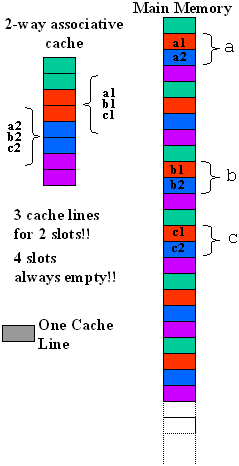 2-way associative
cache
Main Memory
a1
b1
c1
a2
b2
c2
3 cache lines
for 2 slots!!
4 slots
always empty!!
One Cache
Line
a1
a2
a
b1
b2
b
c1
c2
c